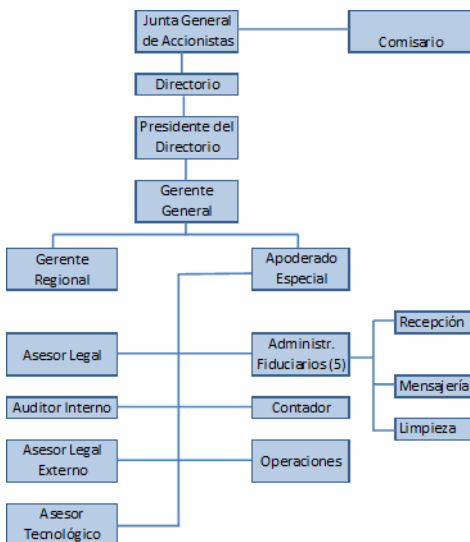 Junta General
de Accionistas
Comisario
Directorio
Presidente del
Directorio
Gerente
General
Gerente
Regional
Apoderado
Especial
Recepción
Asesor Legal
Administr.
Fiduciarios (5)
Mensajería
Auditor Interno
Contador
Limpieza
Asesor Legal
Externo
Operaciones
Asesor
Tecnológico